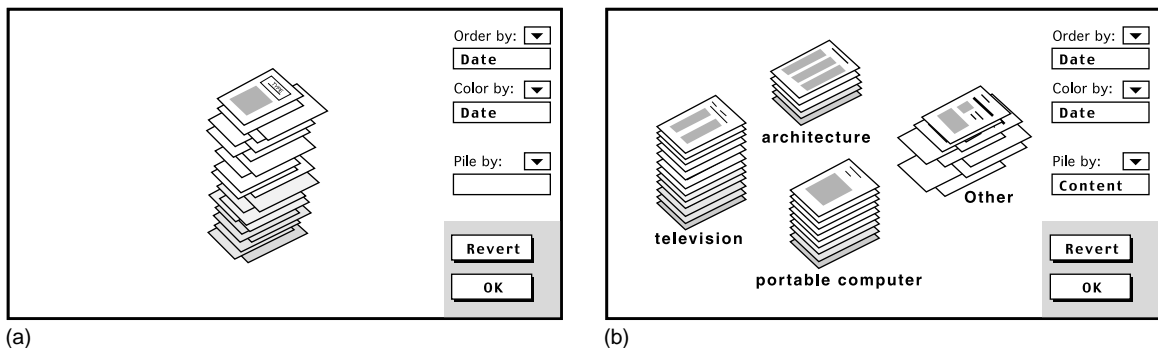 Order by:
Date
Color by:
Date
Pile by:
Revert
OK
(a)
architecture
television
portable computer
Other
Order by:
Date
Color by:
Date
Pile by:
Content
Revert
OK
(b)